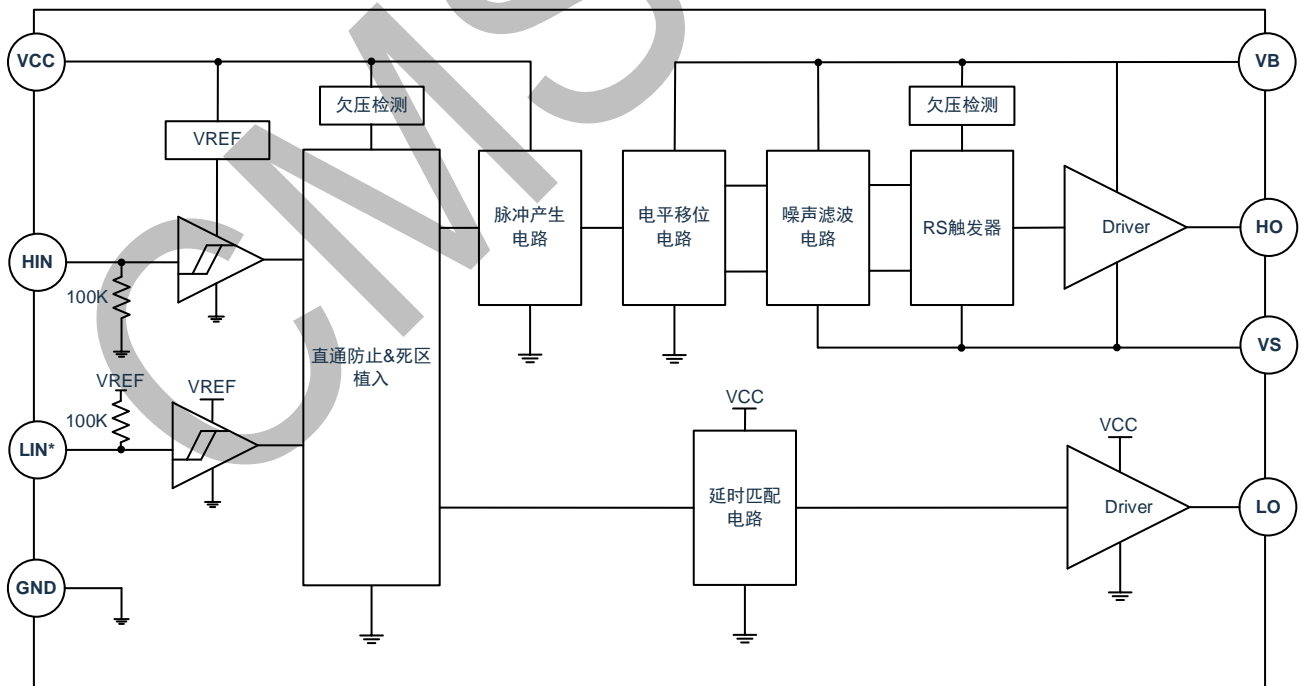 VCC
VB
欠压检测
欠压检测
VREF
脉冲产生
电路
电平移位
电路
噪声滤波
电路
RS触发器
Driver
HO
HIN
100K
VS
直通防止&死区
植入
VREF
VREF
100K
LIN*
VCC
VCC
延时匹配
电路
Driver
LO
GND
CMS